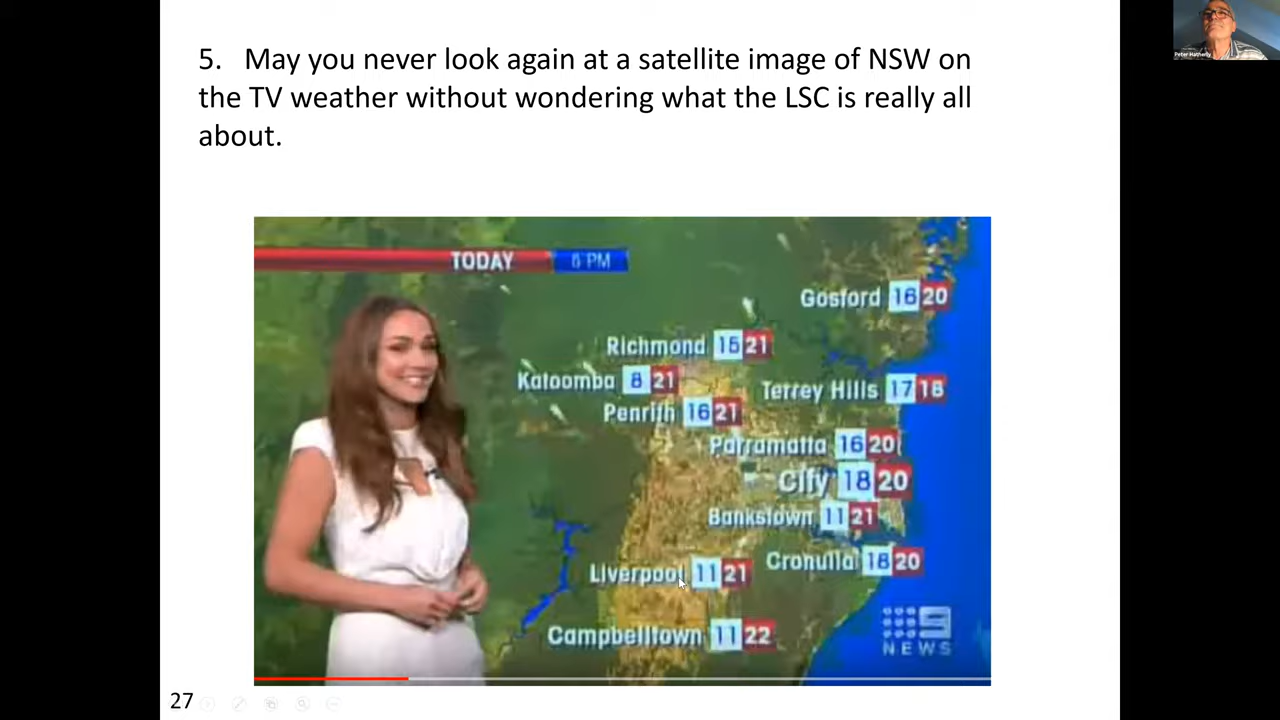 5. May you never look again at a satellite image of NSW on
the TV weather without wondering what the LSC is really all
about.
Peter Hatherly
TODAY 6 PM
Gosford 16 20
Richmond 15 21
Katoomba 8 21
Terrey Hills 17 18
Penrith 16 21
Parramatta 16 20
City 18 20
Bankstown 11 21
Cronulla 18 20
Liverpool 11 21
Campbelltown 11 22
9
NEWS
27